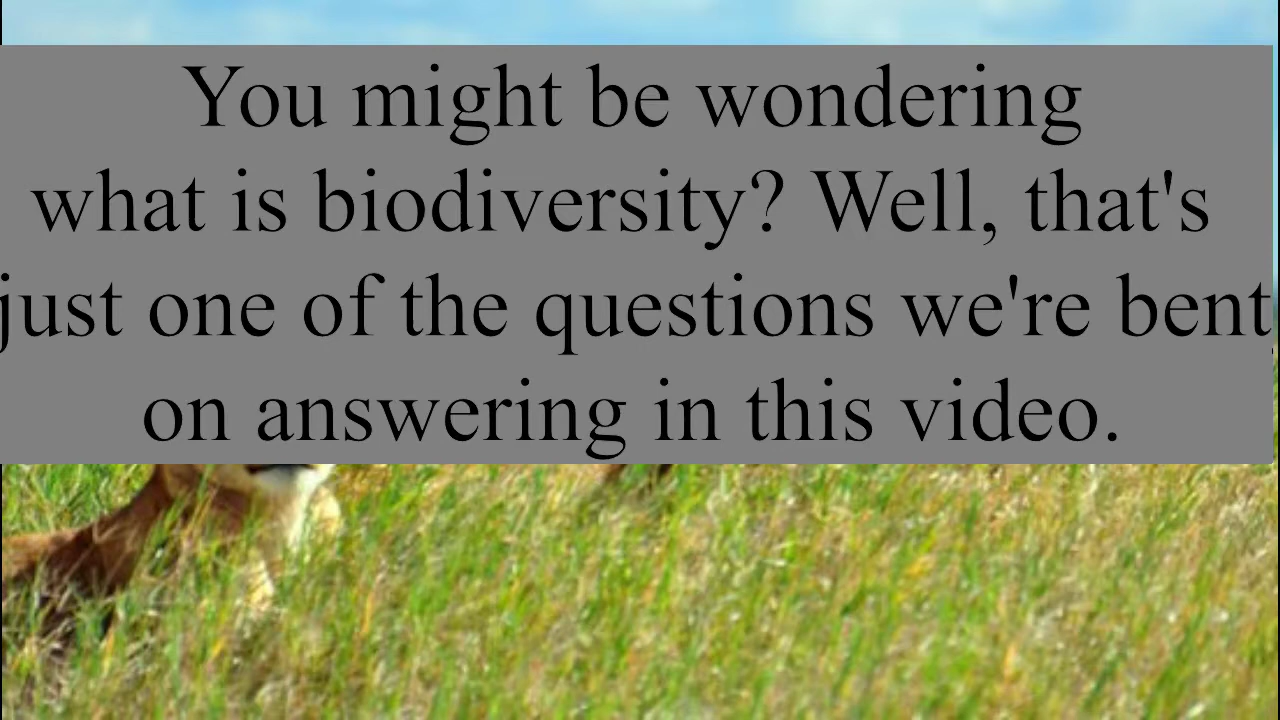 You might be wondering
what is biodiversity? Well, that's
just one of the questions we're bent
on answering in this video.